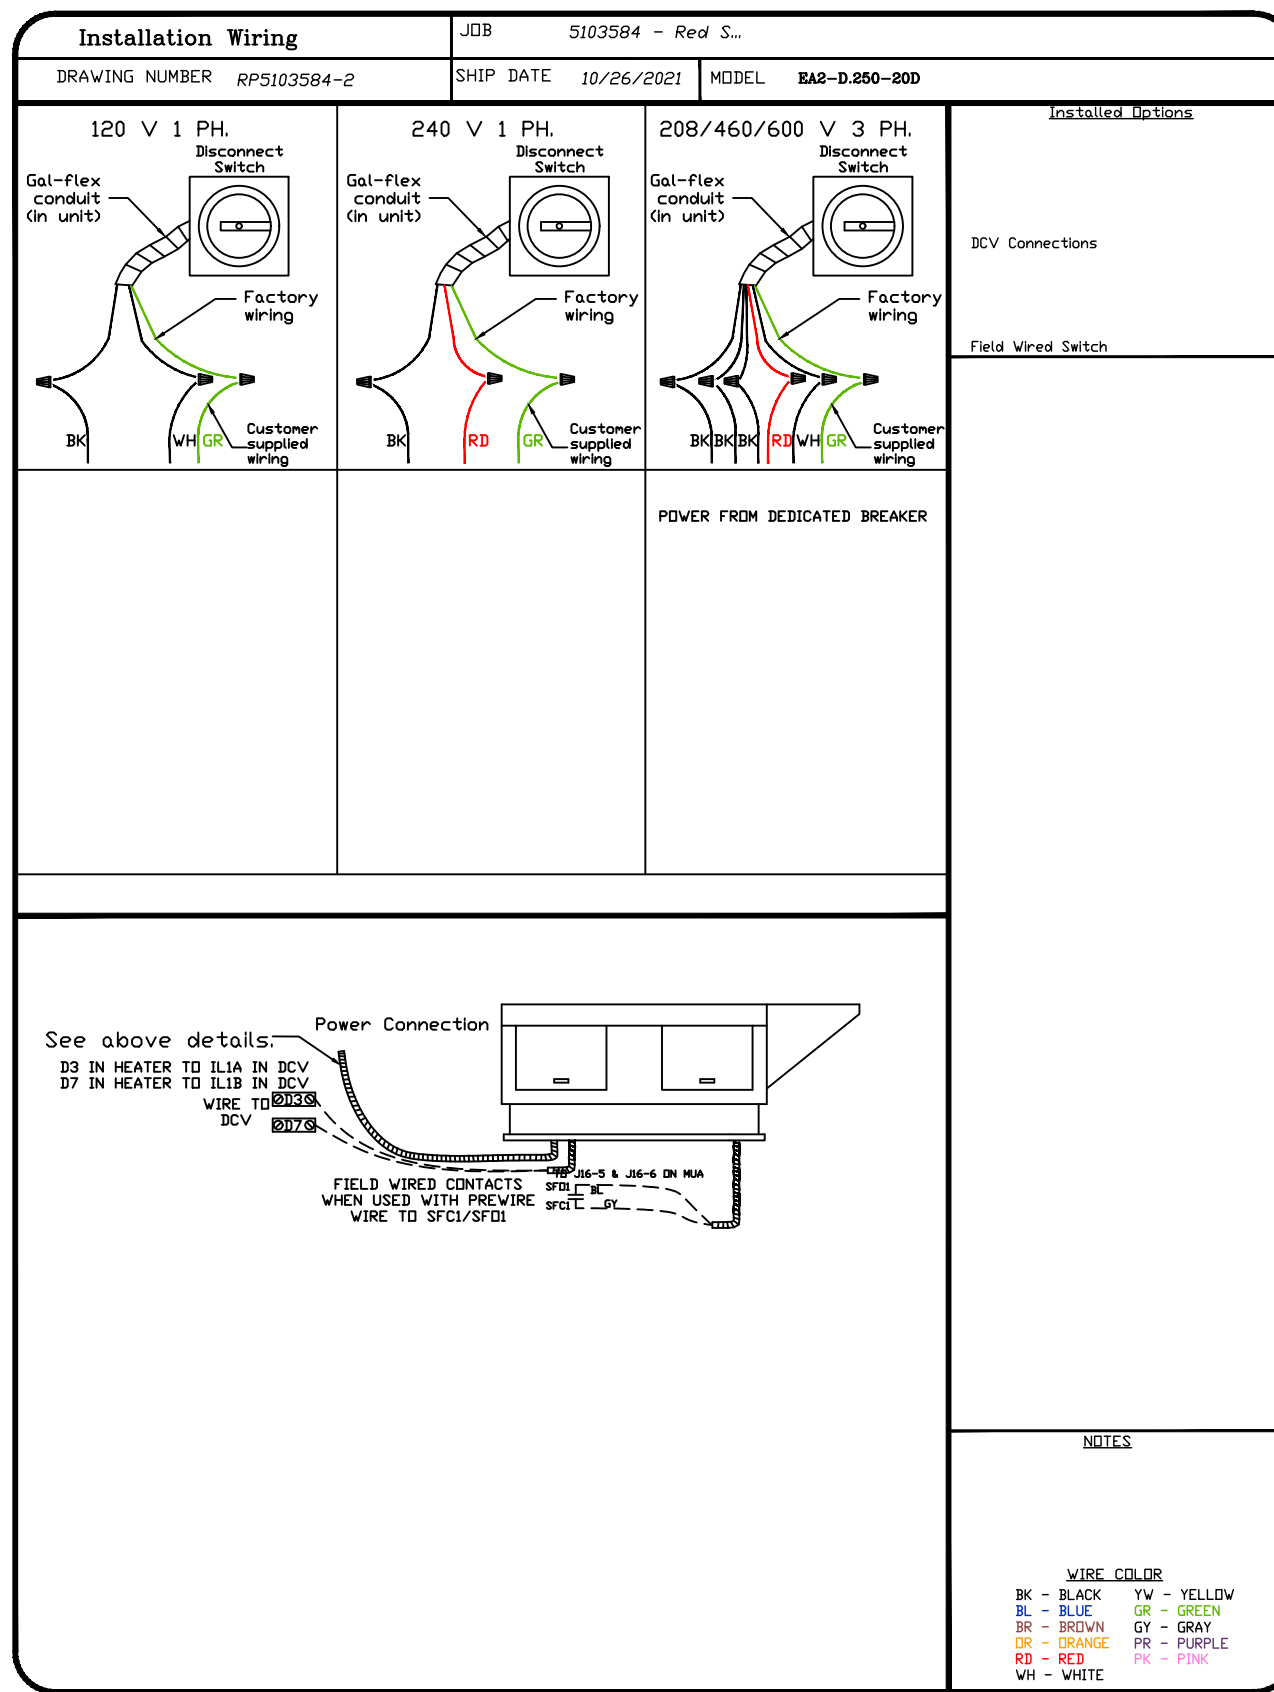 Installation Wiring
JOB 5103584 - Red S...
DRAWING NUMBER RP5103584-2
SHIP DATE 10/26/2021
MODEL EA2-D.250-20D
120 V 1 PH.
Disconnect
Switch
Gal-flex
conduit
(in unit)
Factory
wiring
BK
WH
GR
Customer
supplied
wiring
240 V 1 PH.
Disconnect
Switch
Gal-flex
conduit
(in unit)
Factory
wiring
BK
RD
GR
Customer
supplied
wiring
208/460/600 V 3 PH.
Disconnect
Switch
Gal-flex
conduit
(in unit)
Factory
wiring
BK
BK
BK
RD
WH
GR
Customer
supplied
wiring
POWER FROM DEDICATED BREAKER
Installed Options
DCV Connections
Field Wired Switch
Power Connection
See above details.
D3 IN HEATER TO IL1A IN DCV
D7 IN HEATER TO IL1B IN DCV
WIRE TO
DCV
D3
D7
TO J16-5 & J16-6 ON MUA
SFO1
BL
SFC1
GY
FIELD WIRED CONTACTS
WHEN USED WITH PREWIRE
WIRE TO SFC1/SFO1
NOTES
WIRE COLOR
BK - BLACK YW - YELLOW
BL - BLUE GR - GREEN
BR - BROWN GY - GRAY
OR - ORANGE PR - PURPLE
RD - RED PK - PINK
WH - WHITE